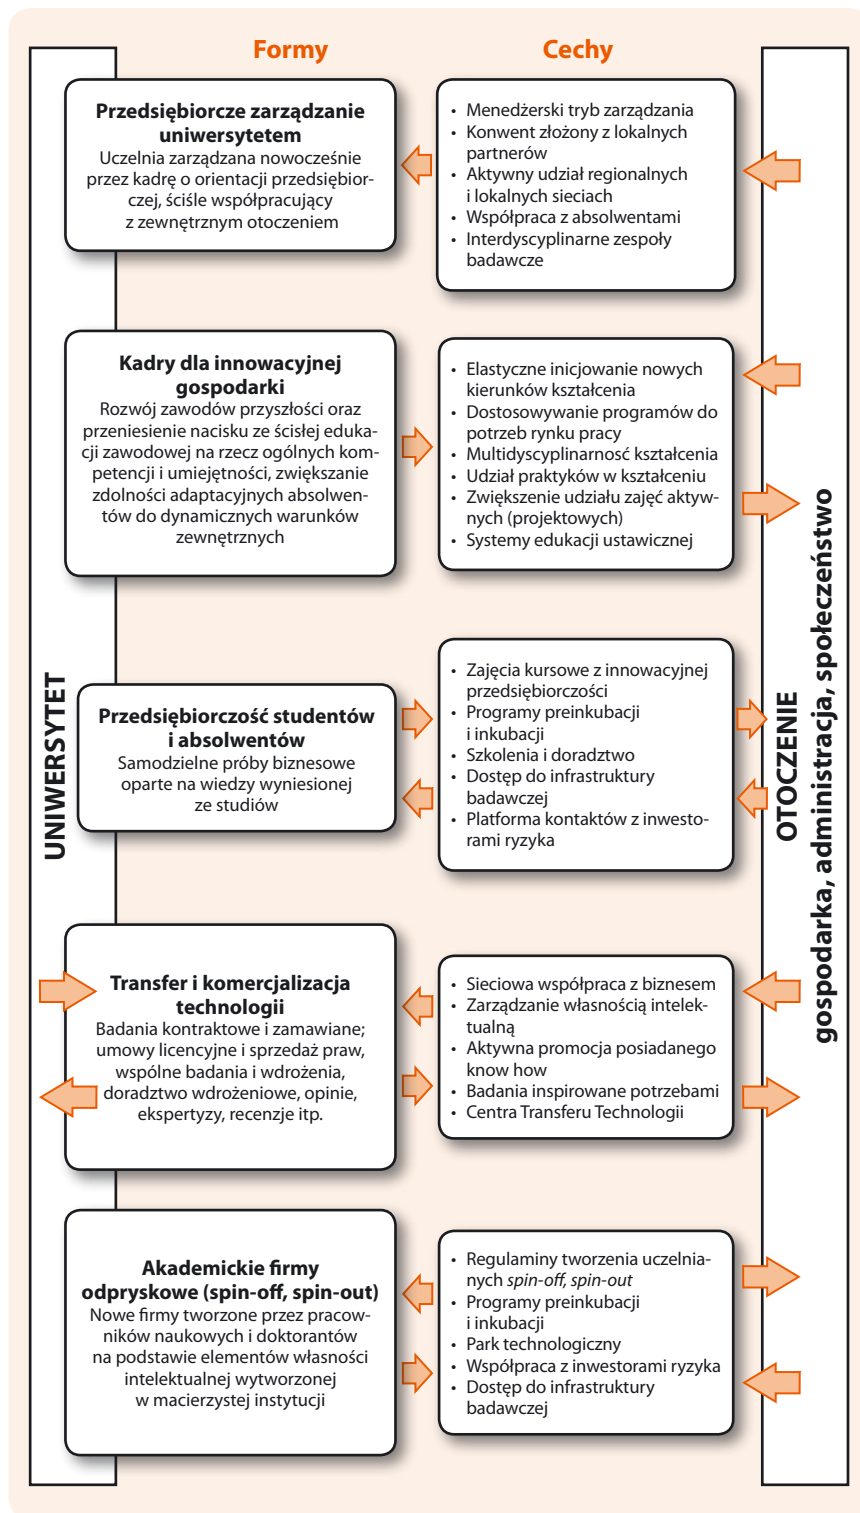 Formy
Cechy
UNIWERSYTET
Przedsiębiorcze zarządzanie
uniwersytetem
Uczelnia zarządzana nowocześnie
przez kadrę o orientacji przedsiębior-
czej, ściśle współpracujący
z zewnętrznym otoczeniem
• Menedżerski tryb zarządzania
• Konwent złożony z lokalnych
partnerów
• Aktywny udział regionalnych
i lokalnych sieciach
• Współpraca z absolwentami
• Interdyscyplinarne zespoły
badawcze
Kadry dla innowacyjnej
gospodarki
Rozwój zawodów przyszłości oraz
przeniesienie nacisku ze ścisłej eduka-
cji zawodowej na rzecz ogólnych kom-
petencji i umiejętności, zwiększanie
zdolności adaptacyjnych absolwen-
tów do dynamicznych warunków
zewnętrznych
• Elastyczne inicjowanie nowych
kierunków kształcenia
• Dostosowywanie programów do
potrzeb rynku pracy
• Multidyscyplinarnosć kształcenia
• Udział praktyków w kształceniu
• Zwiększenie udziału zajęć aktyw-
nych (projektowych)
• Systemy edukacji ustawicznej
Przedsiębiorczość studentów
i absolwentów
Samodzielne próby biznesowe
oparte na wiedzy wyniesionej
ze studiów
• Zajęcia kursowe z innowacyjnej
przedsiębiorczości
• Programy preinkubacji
i inkubacji
• Szkolenia i doradztwo
• Dostęp do infrastruktury
badawczej
• Platforma kontaktów z inwesto-
rami ryzyka
Transfer i komercjalizacja
technologii
Badania kontraktowe i zamawiane;
umowy licencyjne i sprzedaż praw,
wspólne badania i wdrożenia,
doradztwo wdrożeniowe, opinie,
ekspertyzy, recenzje itp.
• Sieciowa współpraca z biznesem
• Zarządzanie własnością intelek-
tualną
• Aktywna promocja posiadanego
know how
• Badania inspirowane potrzebami
• Centra Transferu Technologii
Akademickie firmy
odpryskowe (spin-off, spin-out)
Nowe firmy tworzone przez pracow-
ników naukowych i doktorantów
na podstawie elementów własności
intelektualnej wytworzonej
w macierzystej instytucji
• Regulaminy tworzenia uczelnia-
nych spin-off, spin-out
• Programy preinkubacji
i inkubacji
• Park technologiczny
• Współpraca z inwestorami ryzyka
• Dostęp do infrastruktury
badawczej
OTOCZENIE
gospodarka, administracja, społeczeństwo